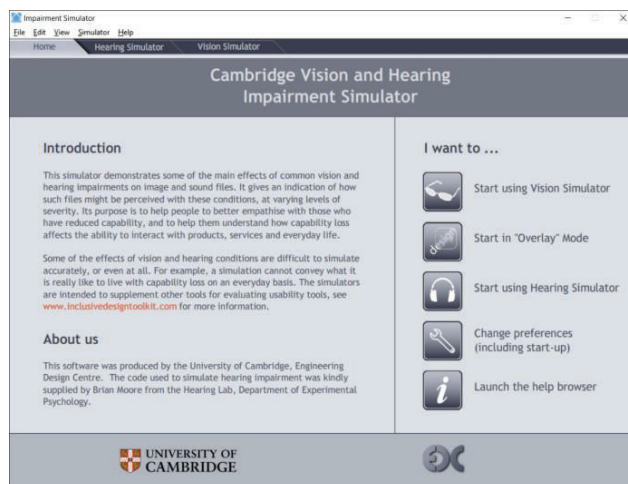 Impairment Simulator
File Edit View Simulator Help
Home Hearing Simulator Vision Simulator
Cambridge Vision and Hearing
Impairment Simulator
Introduction
This simulator demonstrates some of the main effects of common vision and
hearing impairments on image and sound files. It gives an indication of how
such files might be perceived with these conditions, at varying levels of
severity. Its purpose is to help people to better empathise with those who
have reduced capability, and to help them understand how capability loss
affects the ability to interact with products, services and everyday life.
Some of the effects of vision and hearing conditions are difficult to simulate
accurately, or even at all. For example, a simulation cannot convey what it
is really like to live with capability loss on an everyday basis. The simulators
are intended to supplement other tools for evaluating usability tools, see
www.inclusivedesigntoolkit.com for more information.
About us
This software was produced by the University of Cambridge, Engineering
Design Centre. The code used to simulate hearing impairment was kindly
supplied by Brian Moore from the Hearing Lab, Department of Experimental
Psychology.
I want to ...
Start using Vision Simulator
design
Start in "Overlay" Mode
Start using Hearing Simulator
Change preferences
(including start-up)
i
Launch the help browser
UNIVERSITY OF
CAMBRIDGE